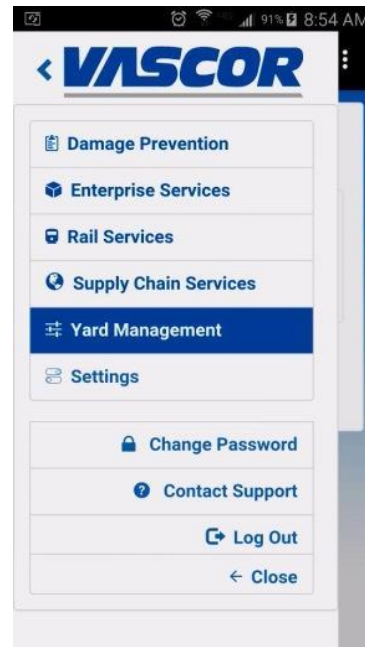 91% 8:54 AM
VASCOR
Damage Prevention
Enterprise Services
Rail Services
Supply Chain Services
Yard Management
Settings
Change Password
Contact Support
Log Out
Close